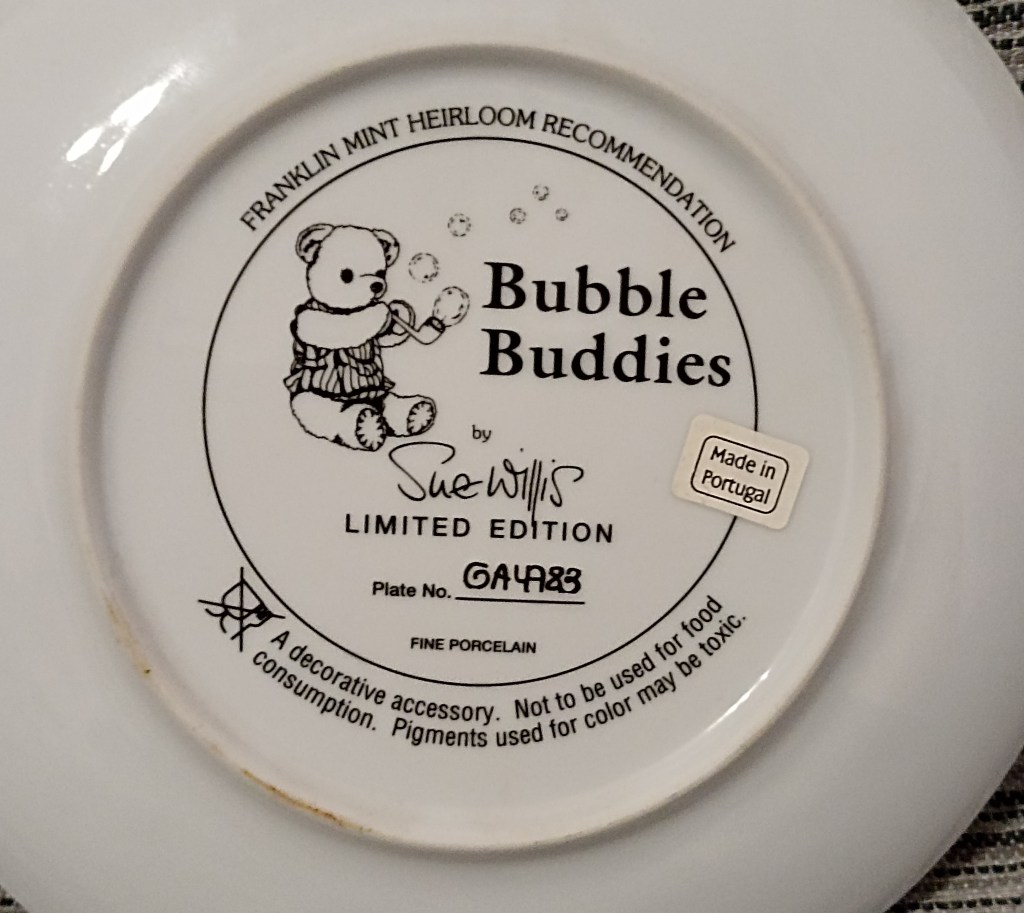 FRANKLIN MINT HEIRLOOM RECOMMENDATION
Bubble
Buddies
by
Sue Willis
LIMITED EDITION
Made in
Portugal
Plate No. GA4783
FINE PORCELAIN
A decorative accessory. Not to be used for food
consumption. Pigments used for color may be toxic.